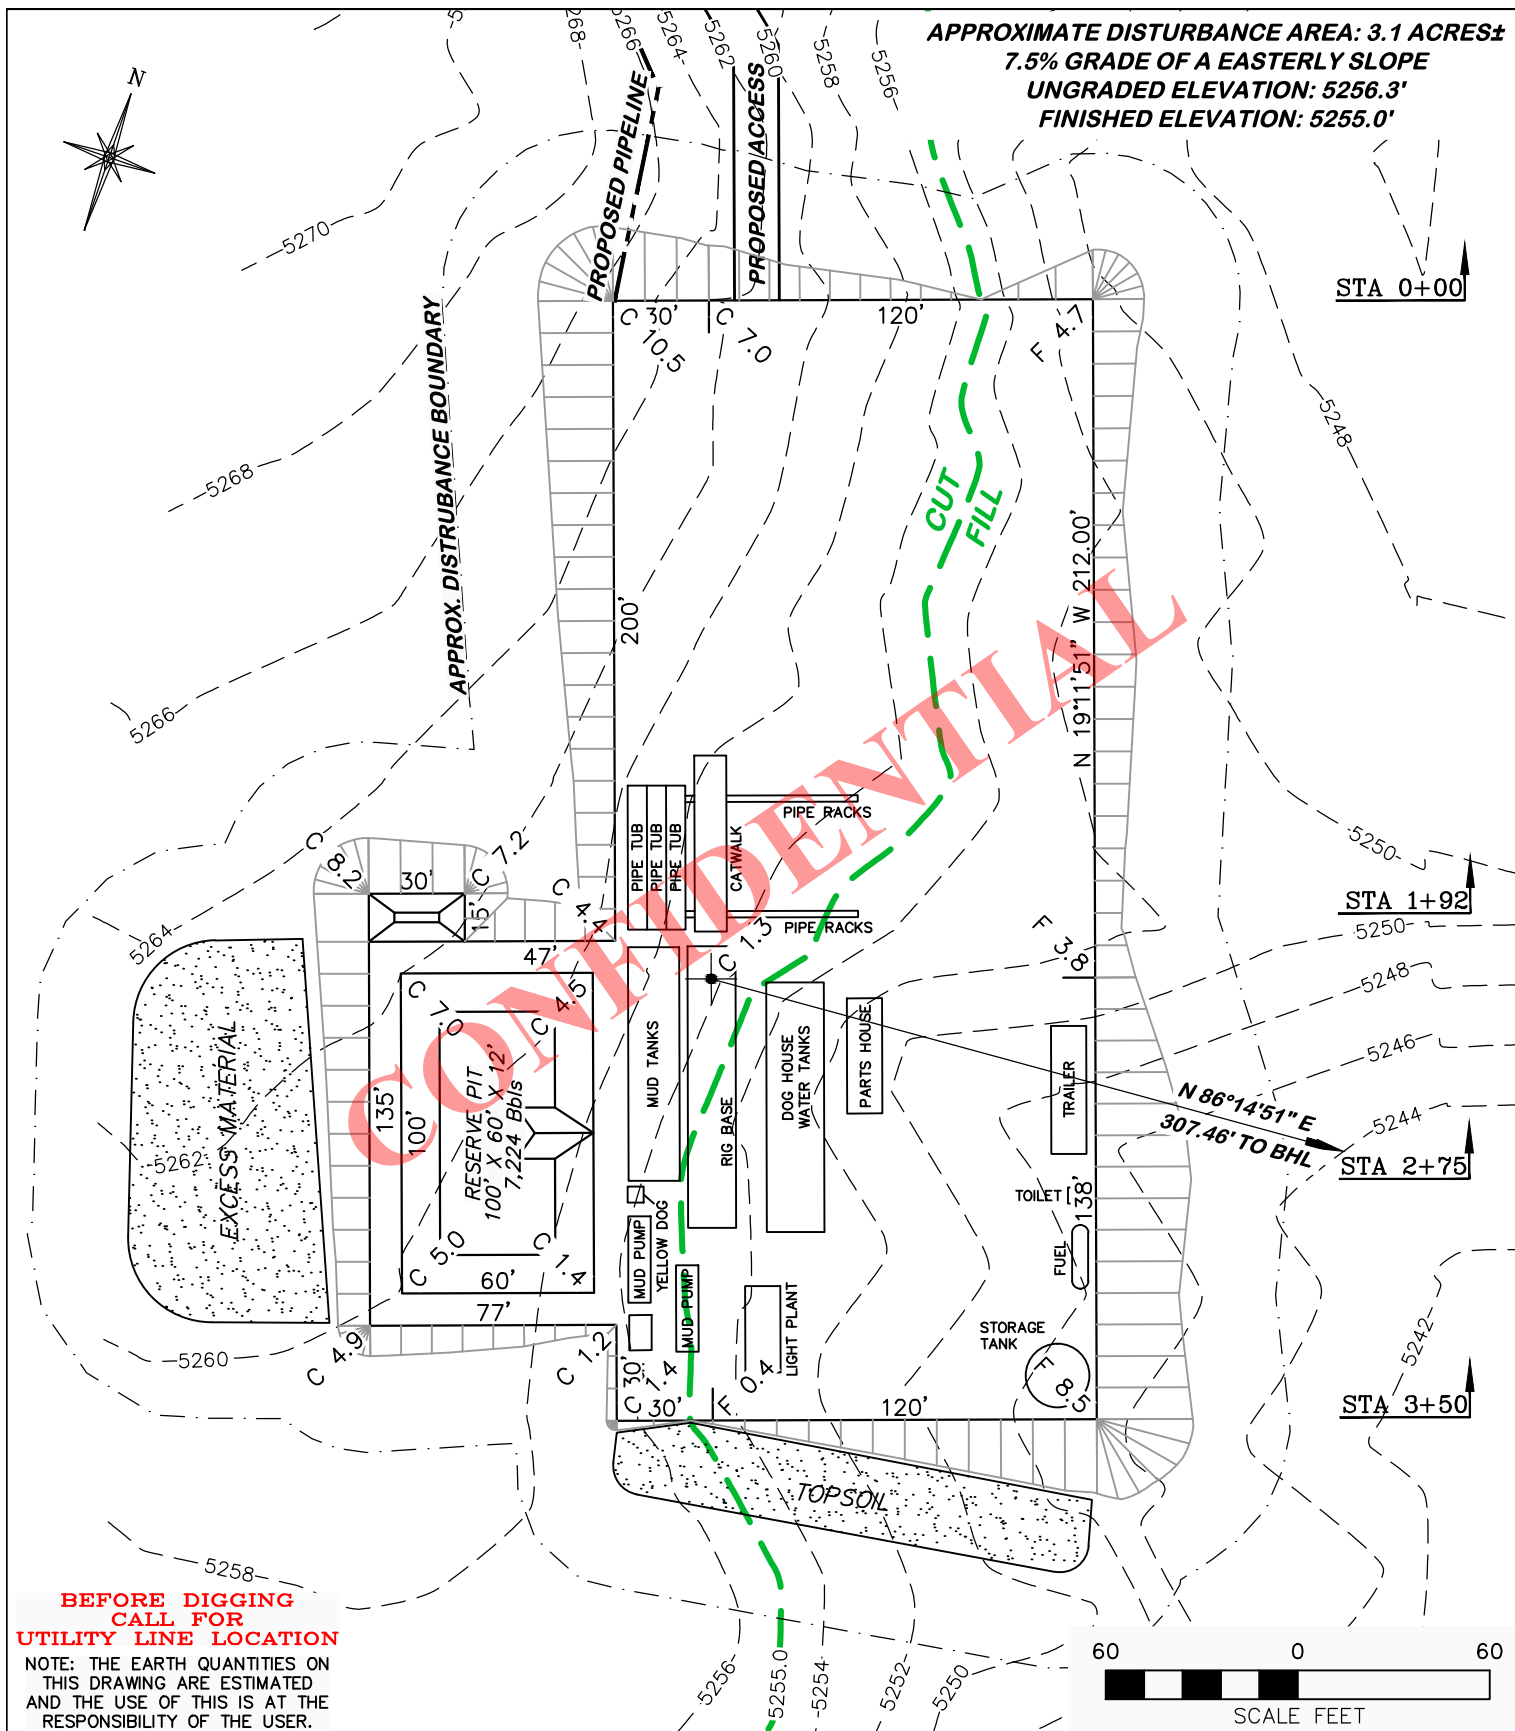 APPROXIMATE DISTURBANCE AREA: 3.1 ACRES±
7.5% GRADE OF A EASTERLY SLOPE
UNGRADED ELEVATION: 5256.3'
FINISHED ELEVATION: 5255.0'
N
5268
5266
5264
5262
5260
5258
5256
PROPOSED PIPELINE
PROPOSED ACCESS
5270
STA 0+00
C 10.5
30'
C 7.0
120'
F 4.7
APPROX. DISTRUBANCE BOUNDARY
5268
5248
CUT
FILL
N 19°11'51" W 212.00'
200'
5266
CONFIDENTIAL
PIPE TUB
PIPE TUB
PIPE TUB
CATWALK
PIPE RACKS
PIPE RACKS
5250
STA 1+92
C 8.2
30'
C 7.2
15'
C 4.4
47'
C 1.3
F 3.8
5264
5250
5248
5246
5244
EXCESS MATERIAL
5262
135'
100'
C 7.0
C 4.5
RESERVE PIT
100' X 60' X 12'
7,224 Bbls
C 5.0
C 1.4
60'
77'
MUD TANKS
RIG BASE
DOG HOUSE
WATER TANKS
PARTS HOUSE
TRAILER
N 86°14'51" E
307.46' TO BHL
STA 2+75
TOILET
138'
FUEL
MUD PUMP
YELLOW DOG
MUD PUMP
LIGHT PLANT
STORAGE
TANK
5260
C 4.9
C 1.2
30'
C 1.4
30'
F 0.4
120'
F 8.5
5242
STA 3+50
TOPSOIL
5258
BEFORE DIGGING
CALL FOR
UTILITY LINE LOCATION
NOTE: THE EARTH QUANTITIES ON
THIS DRAWING ARE ESTIMATED
AND THE USE OF THIS IS AT THE
RESPONSIBILITY OF THE USER.
5256
5255.0
5254
5252
5250
60 0 60
SCALE FEET